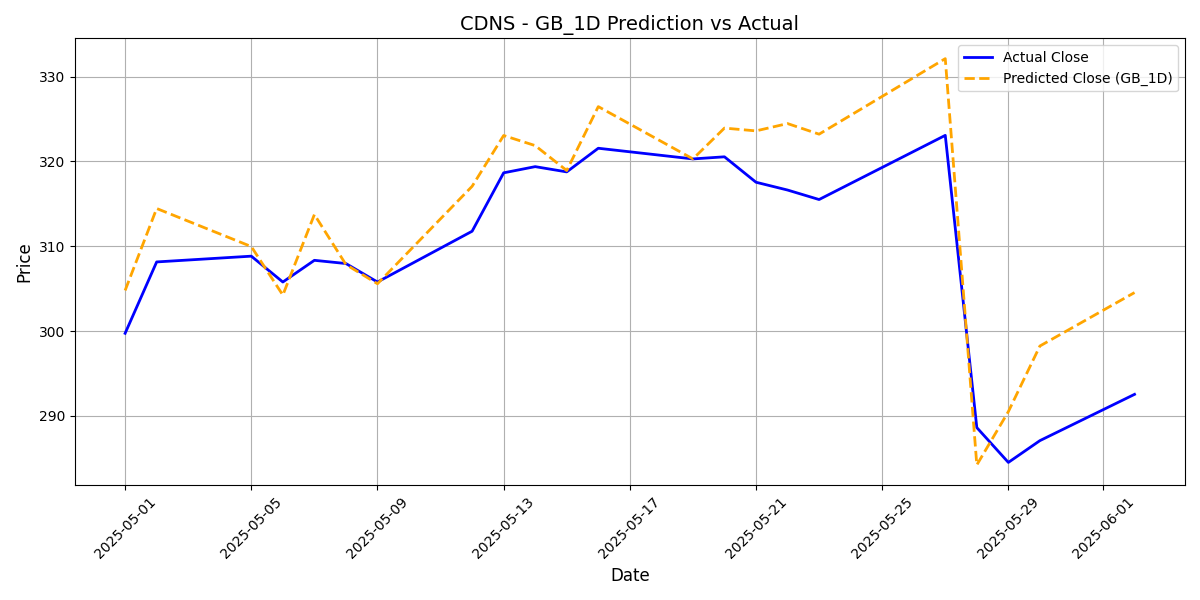 CDNS - GB_1D Prediction vs Actual
Actual Close
Predicted Close (GB_1D)
Price
330
320
310
300
290
2025-05-01
2025-05-05
2025-05-09
2025-05-13
2025-05-17
2025-05-21
2025-05-25
2025-05-29
2025-06-01
Date